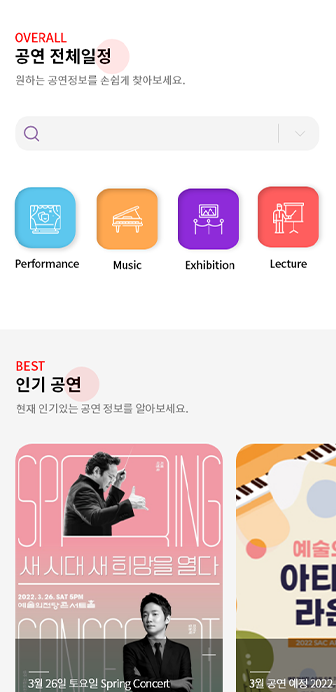 OVERALL
공연 전체일정
원하는 공연정보를 손쉽게 찾아보세요.
Performance
Music
Exhibition
Lecture
BEST
인기 공연
현재 인기있는 공연 정보를 알아보세요.
SPRING
새 시대 새 희망을 열다
2022. 3. 26. SAT 5PM
예술의전당 콘서트홀
CONCERT
3월 26일 토요일 Spring Concert
예술의
아티
라운
2022 SAC A
3월 공연 예정 2022